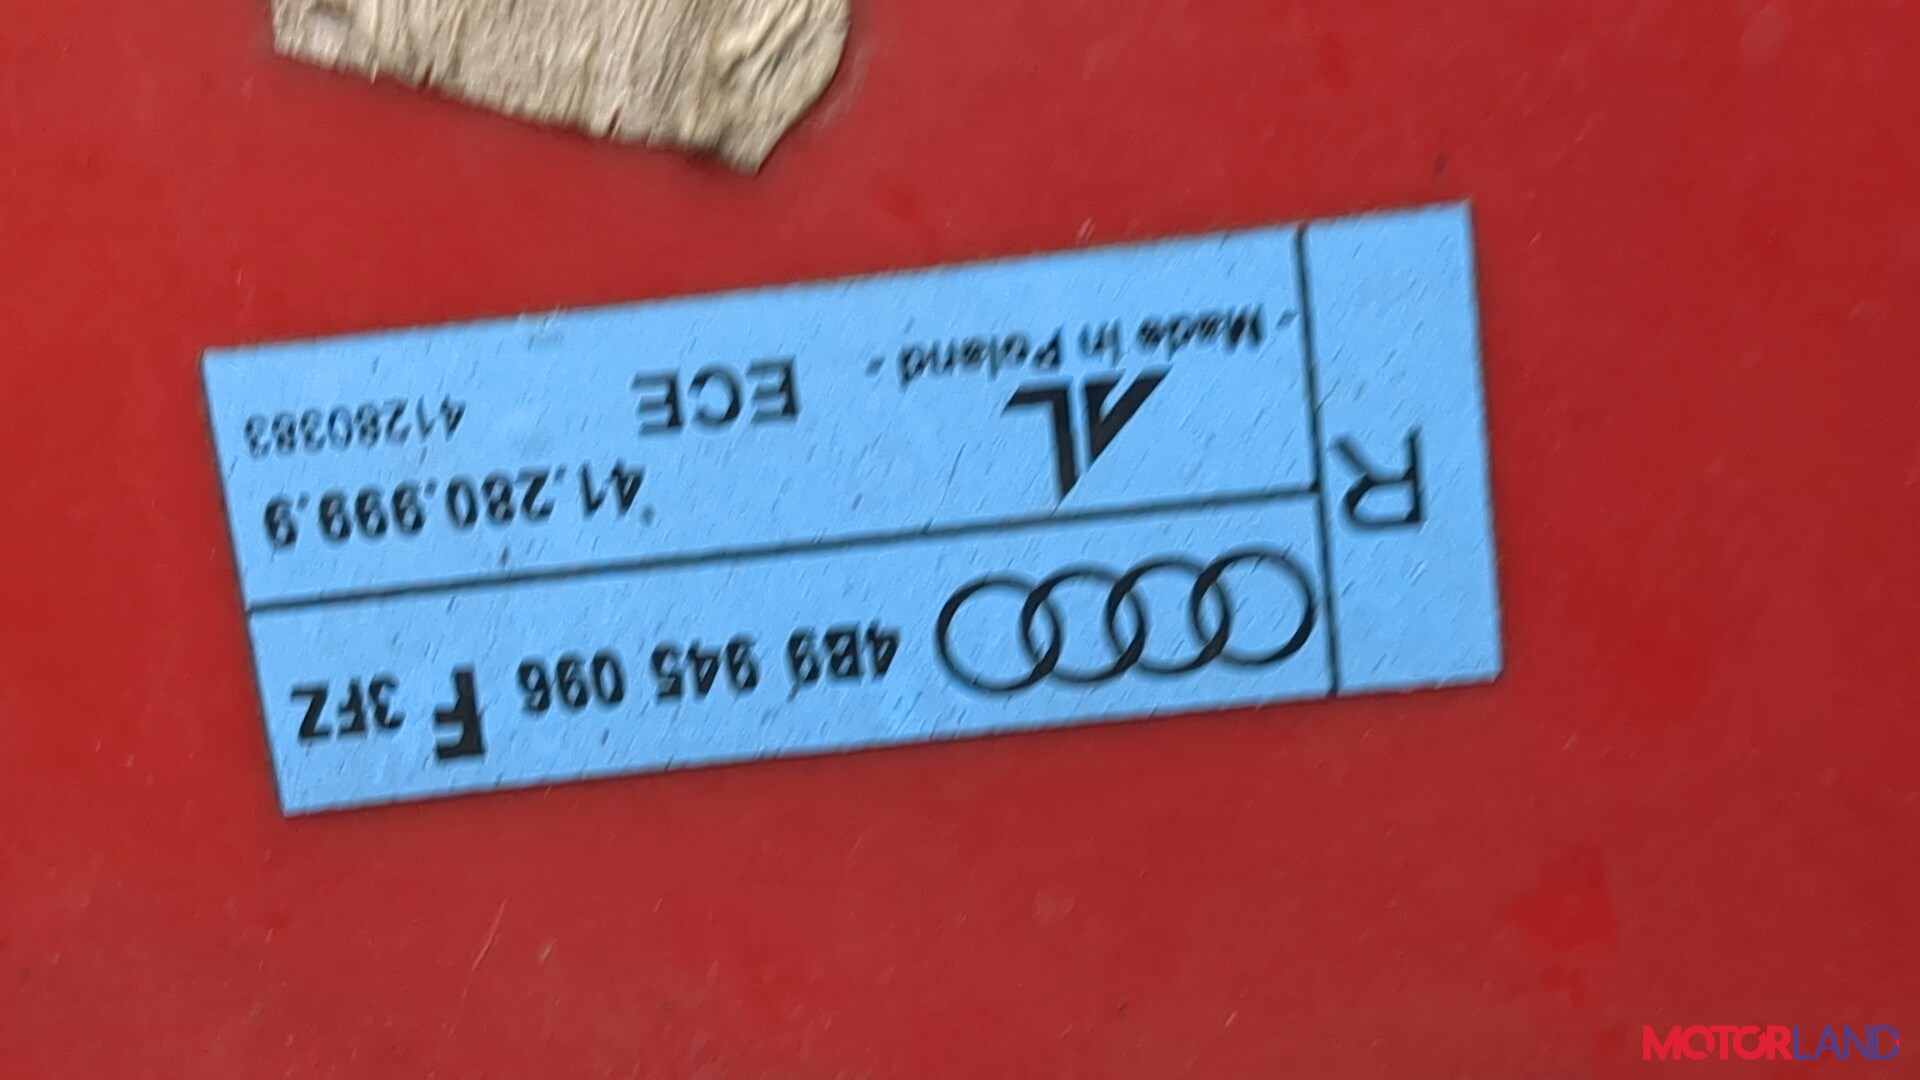 R
4B9 945 096 F 3FZ
41.280.999.9
AL ECE 41280383
- Made in Poland -
MOTORLAND